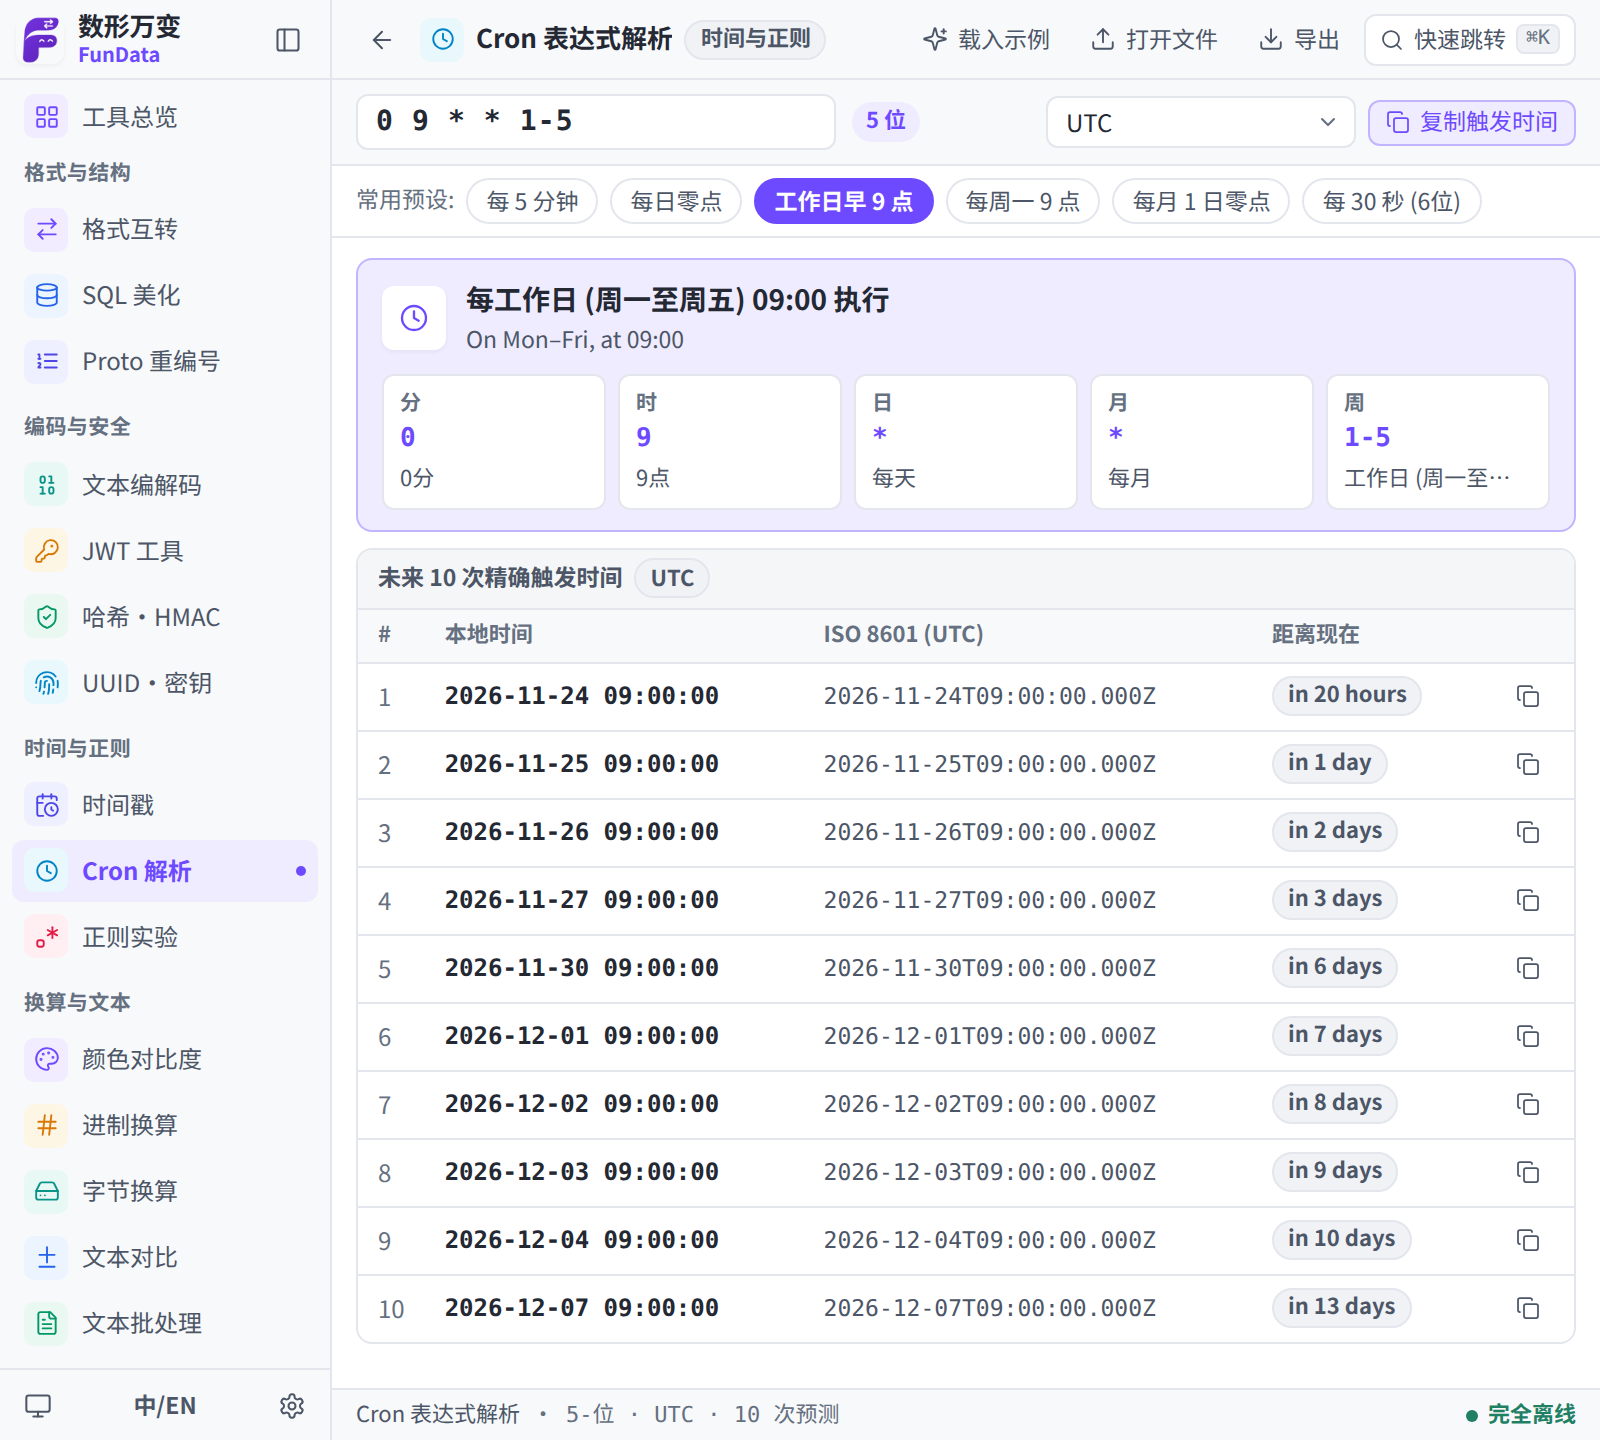 数形万变
FunData
工具总览
格式与结构
格式互转
SQL 美化
Proto 重编号
编码与安全
文本编解码
JWT 工具
哈希・HMAC
UUID・密钥
时间与正则
时间戳
Cron 解析
正则实验
换算与文本
颜色对比度
进制换算
字节换算
文本对比
文本批处理
中/EN
Cron 表达式解析 时间与正则 载入示例 打开文件 导出 快速跳转 ⌘K
0 9 * * 1-5 5 位 UTC 复制触发时间
常用预设: 每 5 分钟 每日零点 工作日早 9 点 每周一 9 点 每月 1 日零点 每 30 秒 (6位)
每工作日 (周一至周五) 09:00 执行
On Mon–Fri, at 09:00
分 时 日 月 周
0 9 * * 1-5
0分 9点 每天 每月 工作日 (周一至…
未来 10 次精确触发时间 UTC
# 本地时间 ISO 8601 (UTC) 距离现在
1 2026-11-24 09:00:00 2026-11-24T09:00:00.000Z in 20 hours
2 2026-11-25 09:00:00 2026-11-25T09:00:00.000Z in 1 day
3 2026-11-26 09:00:00 2026-11-26T09:00:00.000Z in 2 days
4 2026-11-27 09:00:00 2026-11-27T09:00:00.000Z in 3 days
5 2026-11-30 09:00:00 2026-11-30T09:00:00.000Z in 6 days
6 2026-12-01 09:00:00 2026-12-01T09:00:00.000Z in 7 days
7 2026-12-02 09:00:00 2026-12-02T09:00:00.000Z in 8 days
8 2026-12-03 09:00:00 2026-12-03T09:00:00.000Z in 9 days
9 2026-12-04 09:00:00 2026-12-04T09:00:00.000Z in 10 days
10 2026-12-07 09:00:00 2026-12-07T09:00:00.000Z in 13 days
Cron 表达式解析 · 5-位 · UTC · 10 次预测 完全离线